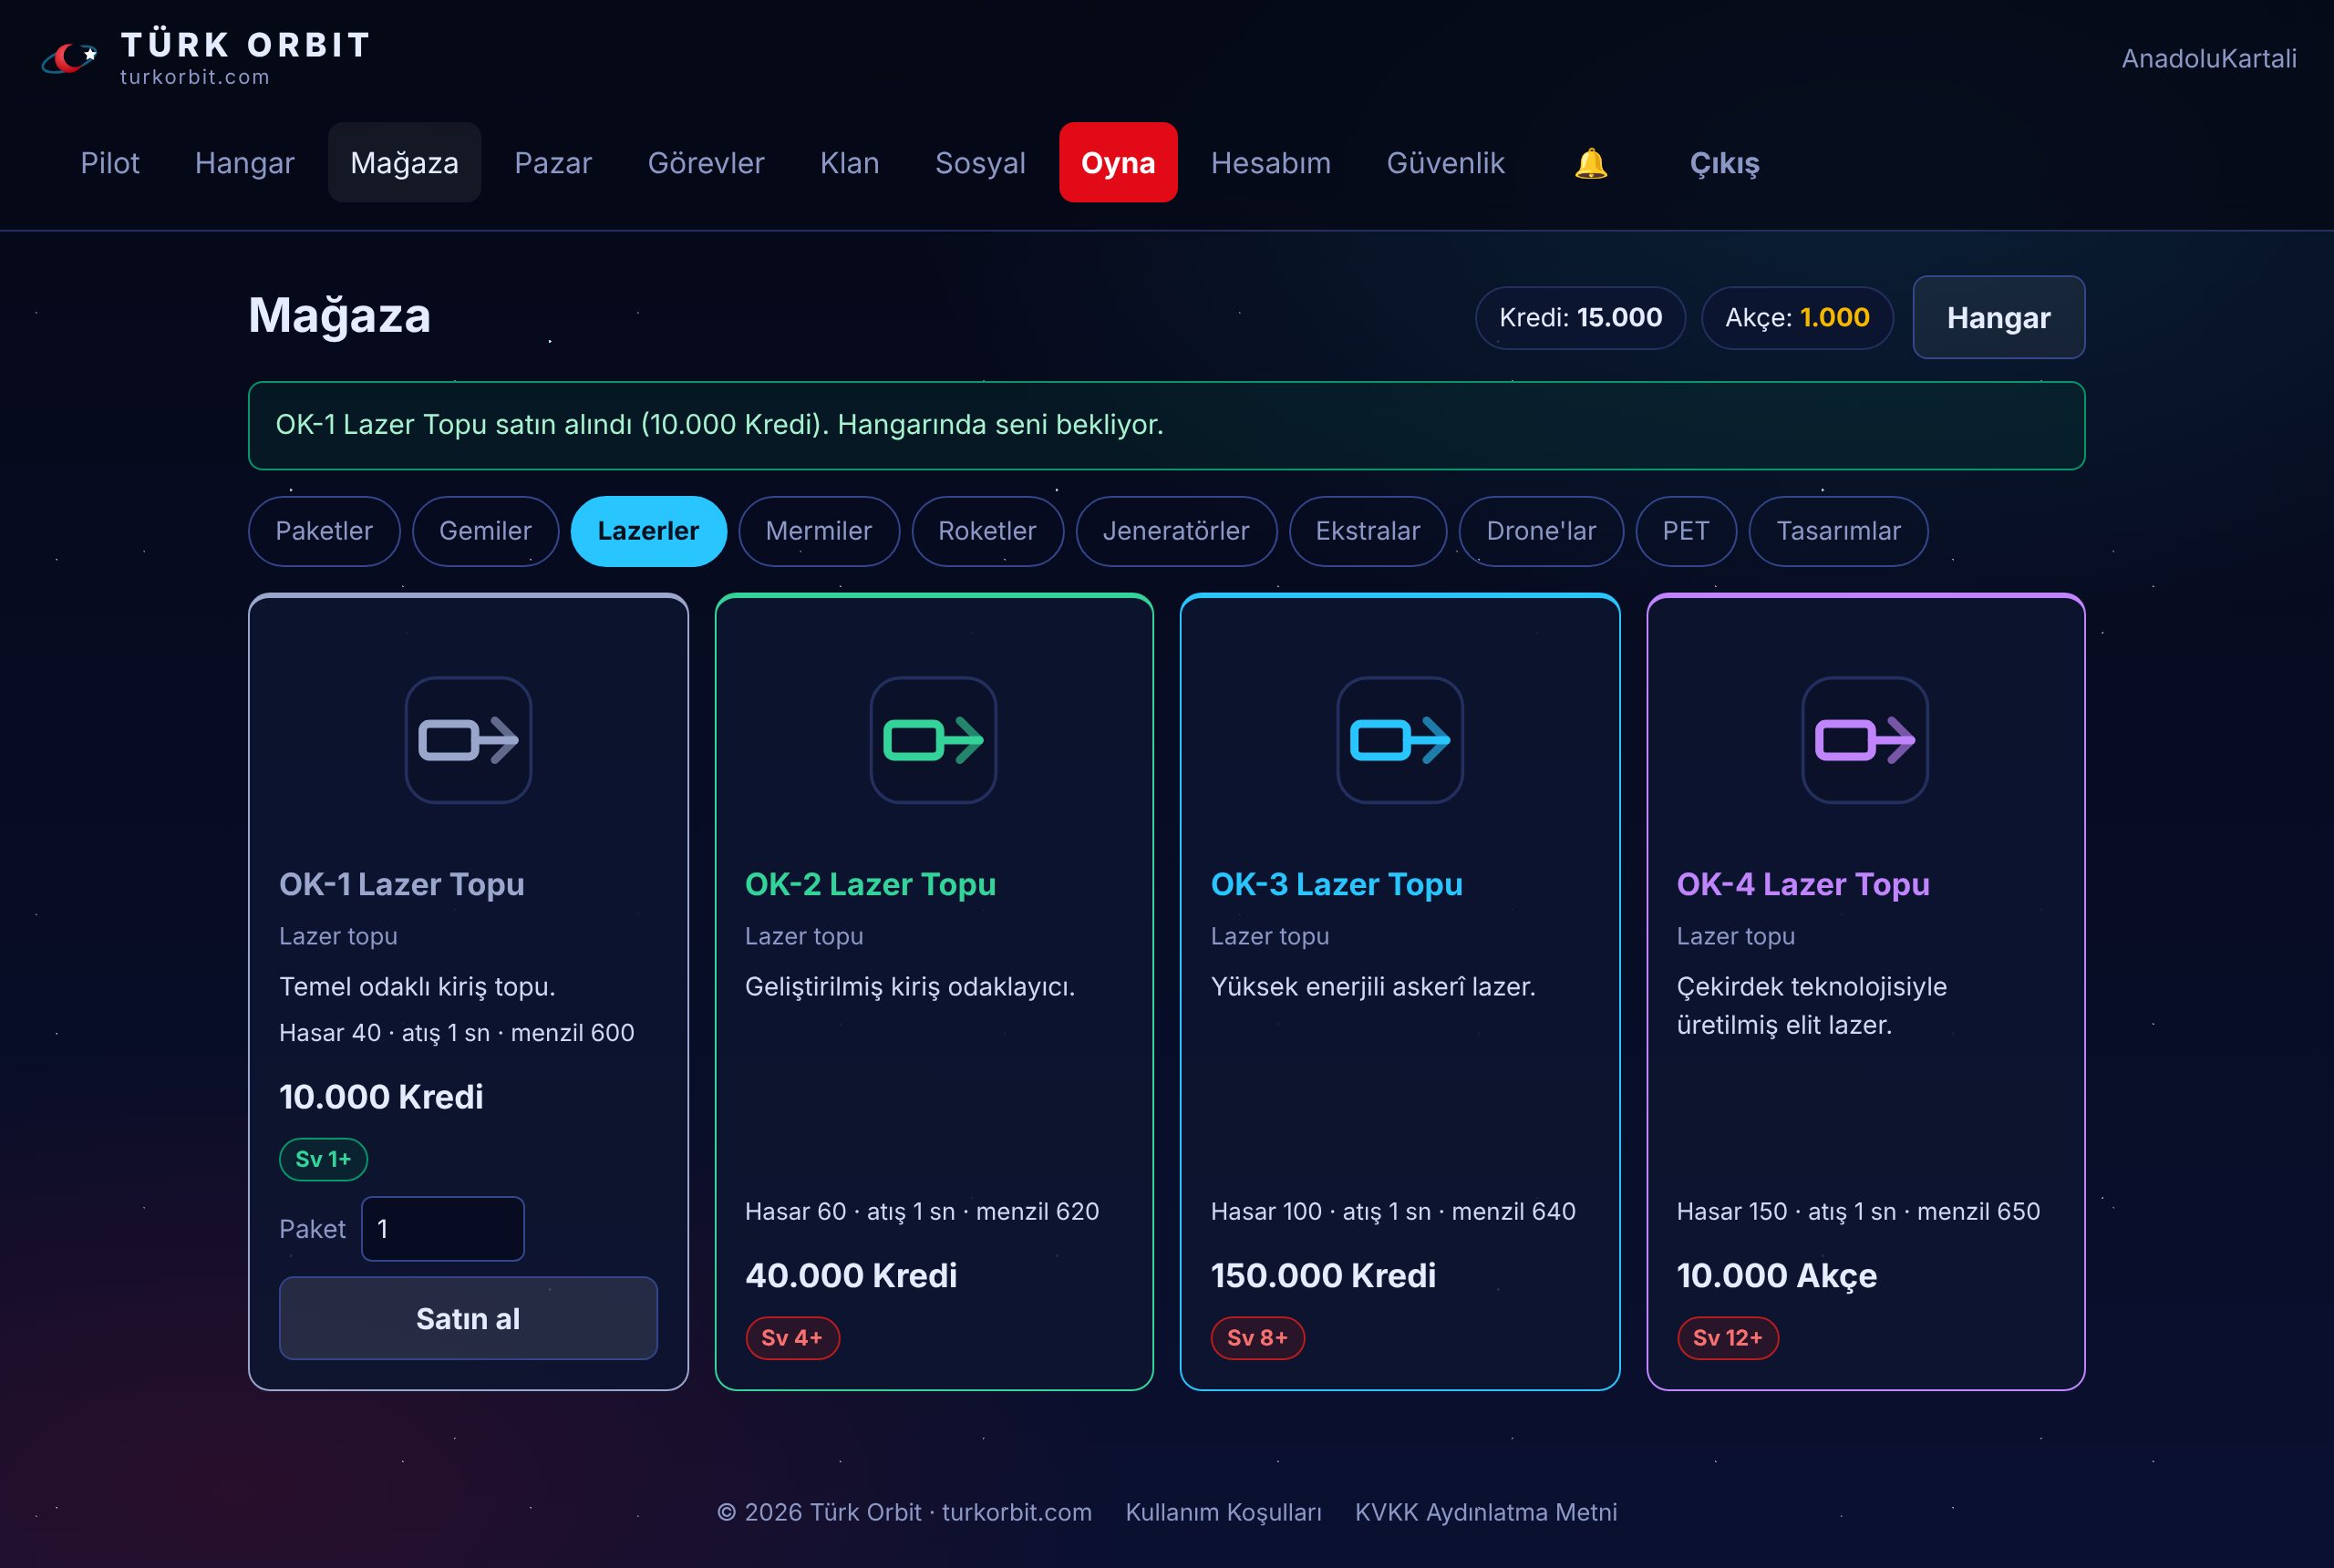 TÜRK ORBIT
turkorbit.com
AnadoluKartali
Pilot Hangar Mağaza Pazar Görevler Klan Sosyal Oyna Hesabım Güvenlik Çıkış
Mağaza
Kredi: 15.000 Akçe: 1.000 Hangar
OK-1 Lazer Topu satın alındı (10.000 Kredi). Hangarında seni bekliyor.
Paketler Gemiler Lazerler Mermiler Roketler Jeneratörler Ekstralar Drone'lar PET Tasarımlar
OK-1 Lazer Topu
Lazer topu
Temel odaklı kiriş topu.
Hasar 40 · atış 1 sn · menzil 600
10.000 Kredi
Sv 1+
Paket 1
Satın al
OK-2 Lazer Topu
Lazer topu
Geliştirilmiş kiriş odaklayıcı.
Hasar 60 · atış 1 sn · menzil 620
40.000 Kredi
Sv 4+
OK-3 Lazer Topu
Lazer topu
Yüksek enerjili askerî lazer.
Hasar 100 · atış 1 sn · menzil 640
150.000 Kredi
Sv 8+
OK-4 Lazer Topu
Lazer topu
Çekirdek teknolojisiyle
üretilmiş elit lazer.
Hasar 150 · atış 1 sn · menzil 650
10.000 Akçe
Sv 12+
© 2026 Türk Orbit · turkorbit.com Kullanım Koşulları KVKK Aydınlatma Metni